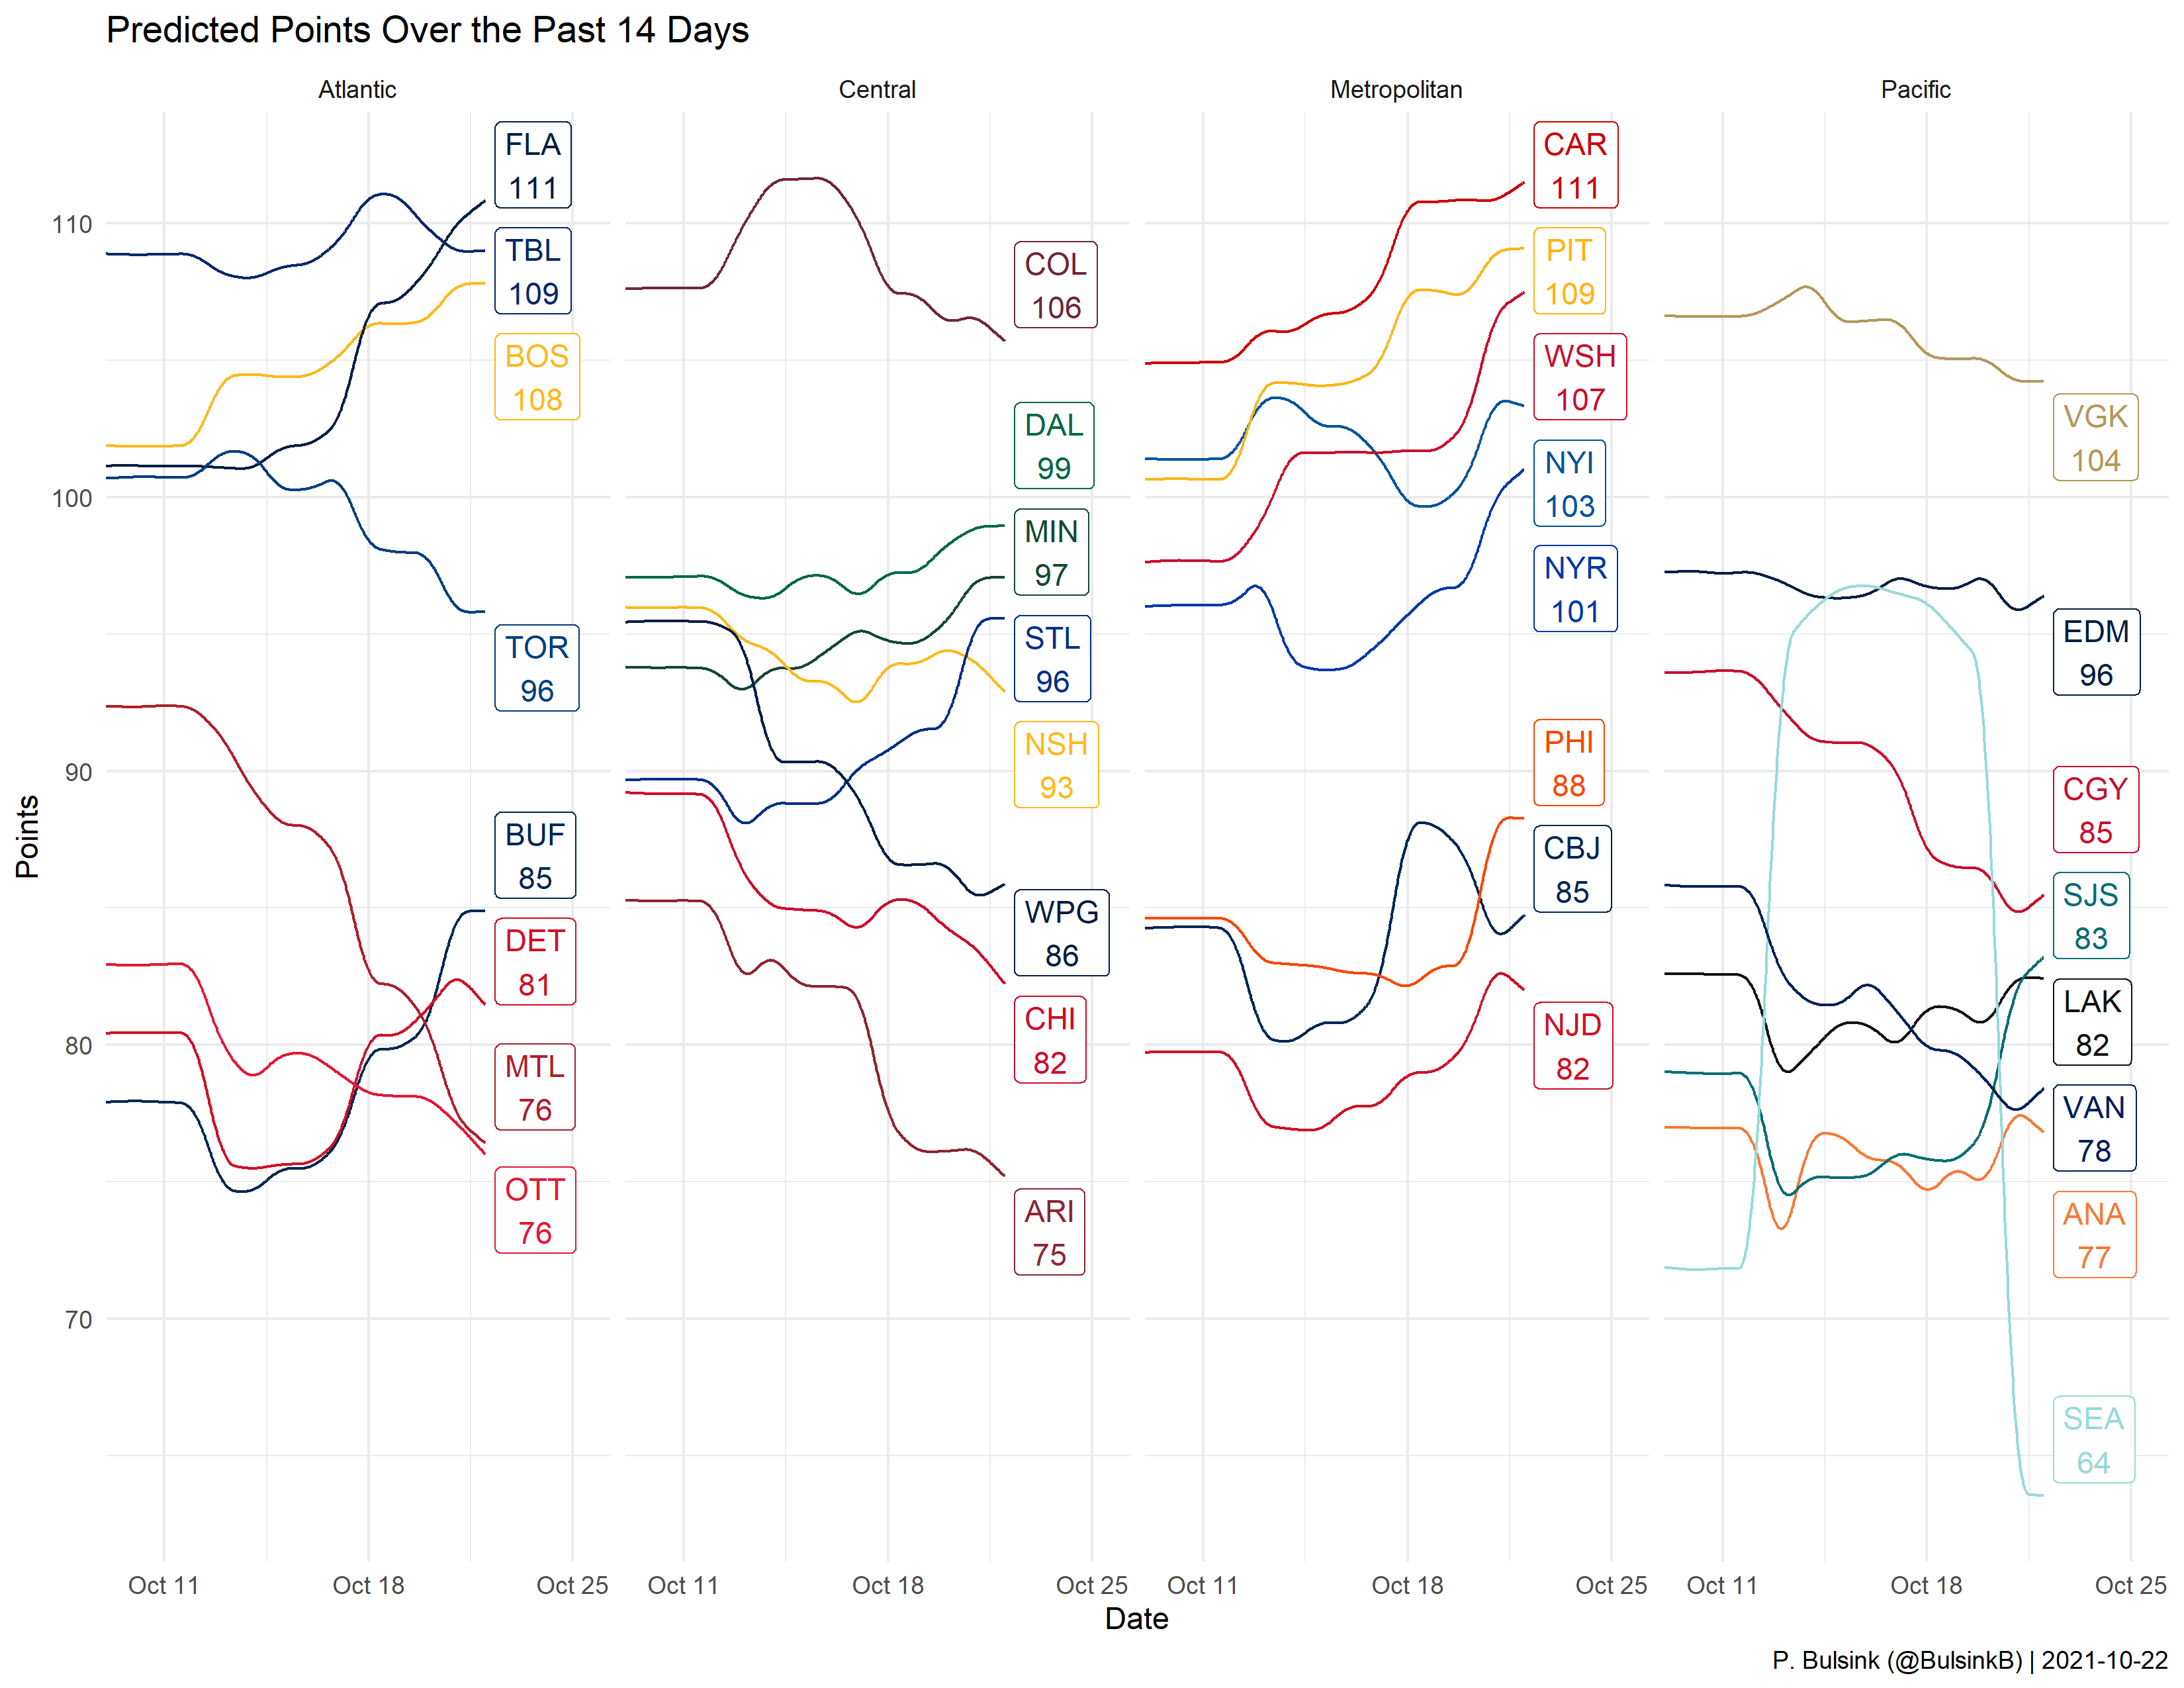 Predicted Points Over the Past 14 Days
Atlantic
Central
Metropolitan
Pacific
Points
110
100
90
80
70
FLA
111
TBL
109
BOS
108
TOR
96
BUF
85
DET
81
MTL
76
OTT
76
COL
106
DAL
99
MIN
97
STL
96
NSH
93
WPG
86
CHI
82
ARI
75
CAR
111
PIT
109
WSH
107
NYI
103
NYR
101
PHI
88
CBJ
85
NJD
82
VGK
104
EDM
96
CGY
85
SJS
83
LAK
82
VAN
78
ANA
77
SEA
64
Oct 11 Oct 18 Oct 25 Oct 11 Oct 18 Oct 25 Oct 11 Oct 18 Oct 25 Oct 11 Oct 18 Oct 25
Date
P. Bulsink (@BulsinkB) | 2021-10-22